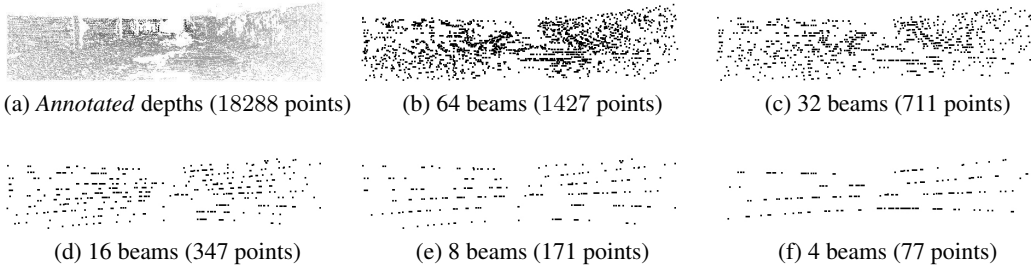 (a) Annotated depths (18288 points)
(b) 64 beams (1427 points)
(c) 32 beams (711 points)
(d) 16 beams (347 points)
(e) 8 beams (171 points)
(f) 4 beams (77 points)